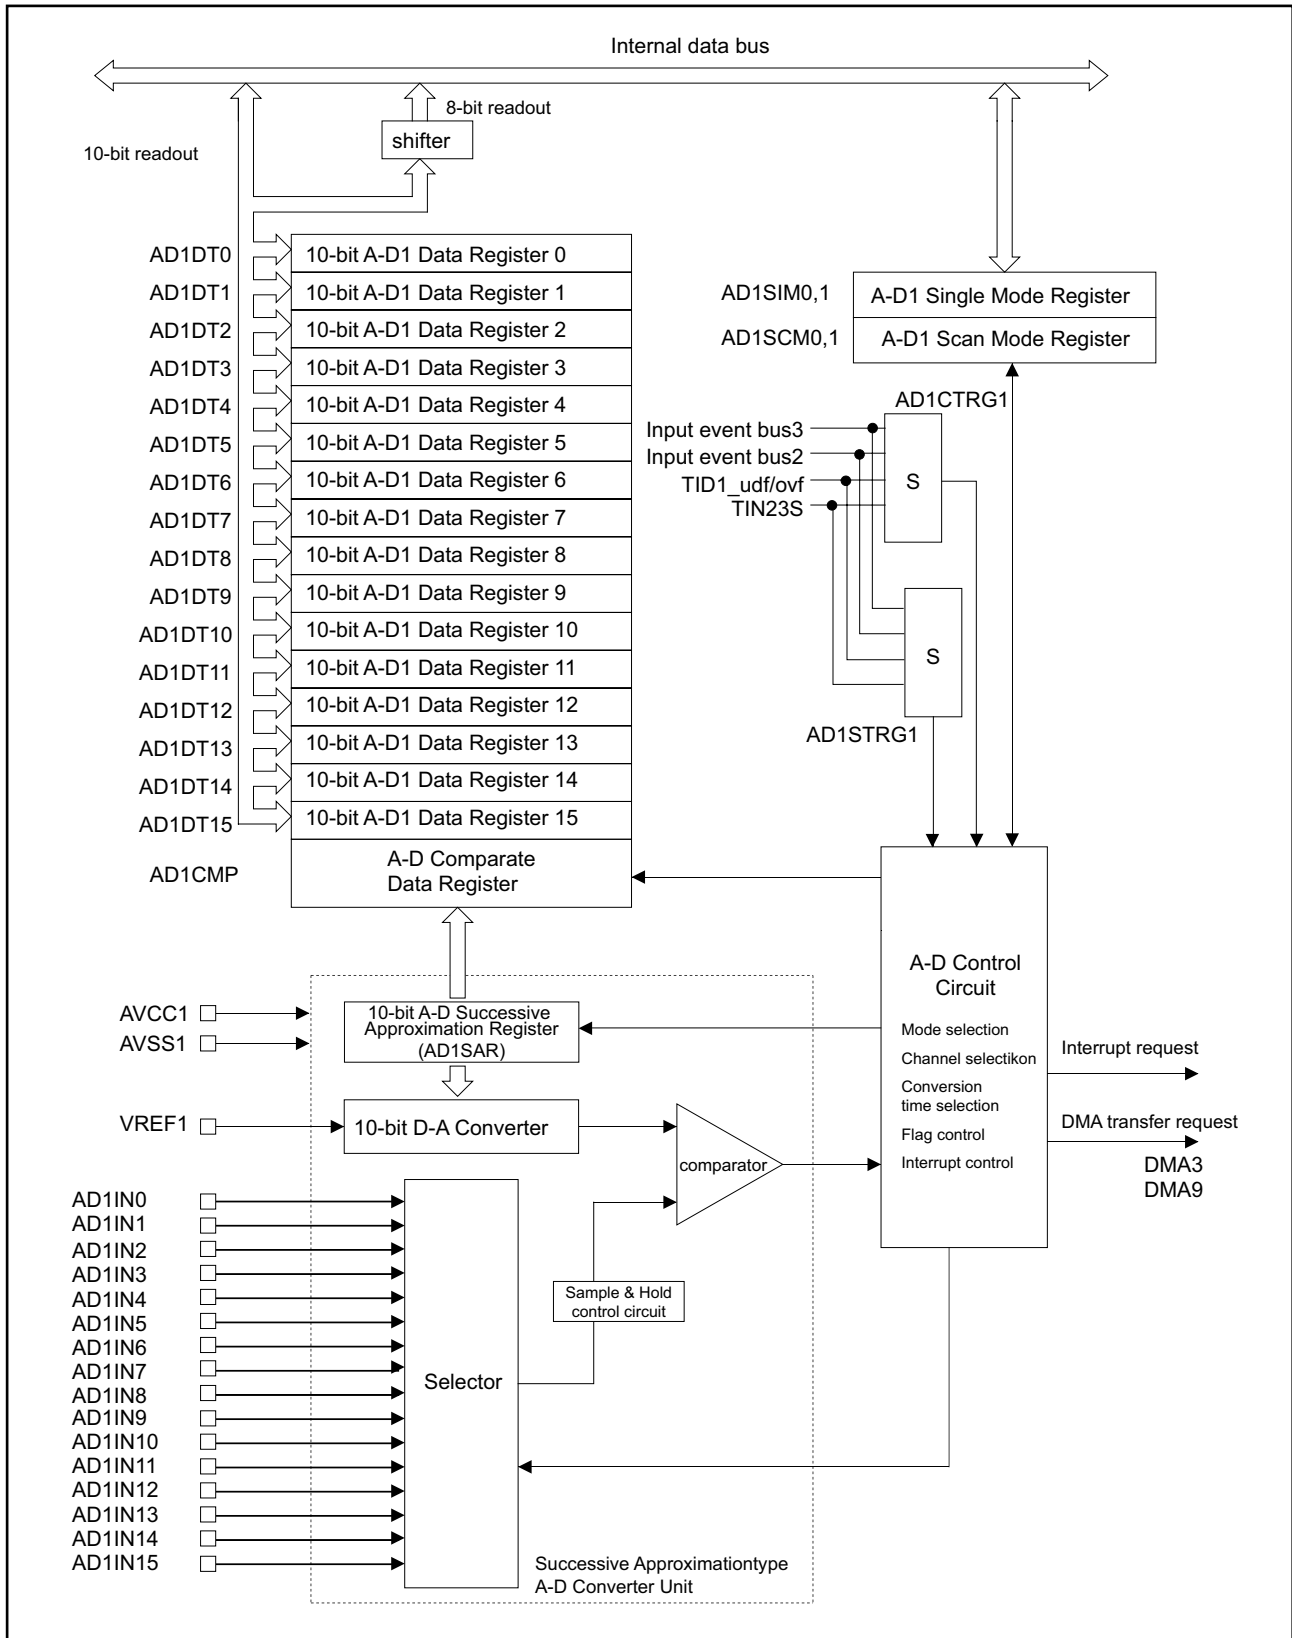 Internal data bus
8-bit readout
shifter
10-bit readout
AD1DT0
10-bit A-D1 Data Register 0
AD1DT1
10-bit A-D1 Data Register 1
AD1DT2
10-bit A-D1 Data Register 2
AD1DT3
10-bit A-D1 Data Register 3
AD1DT4
10-bit A-D1 Data Register 4
AD1DT5
10-bit A-D1 Data Register 5
AD1DT6
10-bit A-D1 Data Register 6
AD1DT7
10-bit A-D1 Data Register 7
AD1DT8
10-bit A-D1 Data Register 8
AD1DT9
10-bit A-D1 Data Register 9
AD1DT10
10-bit A-D1 Data Register 10
AD1DT11
10-bit A-D1 Data Register 11
AD1DT12
10-bit A-D1 Data Register 12
AD1DT13
10-bit A-D1 Data Register 13
AD1DT14
10-bit A-D1 Data Register 14
AD1DT15
10-bit A-D1 Data Register 15
AD1CMP
A-D Comparate
Data Register
AD1SIM0,1
A-D1 Single Mode Register
AD1SCM0,1
A-D1 Scan Mode Register
AD1CTRG1
Input event bus3
Input event bus2
TID1_udf/ovf
TIN23S
S
S
AD1STRG1
A-D Control
Circuit
Mode selection
Channel selectikon
Conversion
time selection
Flag control
Interrupt control
Interrupt request
DMA transfer request
DMA3
DMA9
AVCC1
AVSS1
10-bit A-D Successive
Approximation Register
(AD1SAR)
VREF1
10-bit D-A Converter
comparator
AD1IN0
AD1IN1
AD1IN2
AD1IN3
AD1IN4
AD1IN5
AD1IN6
AD1IN7
AD1IN8
AD1IN9
AD1IN10
AD1IN11
AD1IN12
AD1IN13
AD1IN14
AD1IN15
Selector
Sample & Hold
control circuit
Successive Approximationtype
A-D Converter Unit